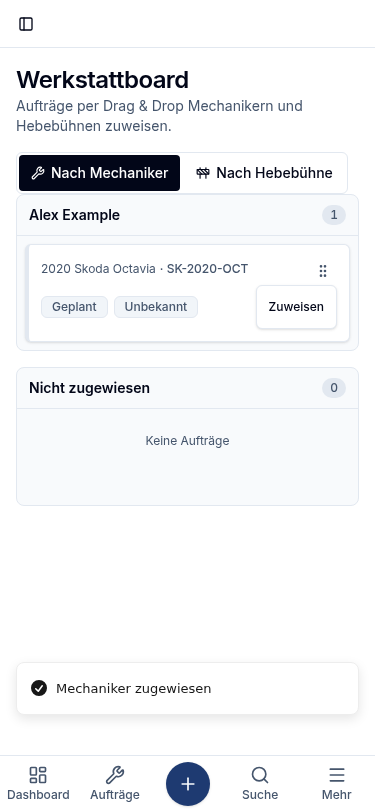 Werkstattboard
Aufträge per Drag & Drop Mechanikern und
Hebebühnen zuweisen.
Nach Mechaniker
Nach Hebebühne
Alex Example
1
2020 Skoda Octavia · SK-2020-OCT
Geplant
Unbekannt
Zuweisen
Nicht zugewiesen
0
Keine Aufträge
Mechaniker zugewiesen
Dashboard
Aufträge
Suche
Mehr